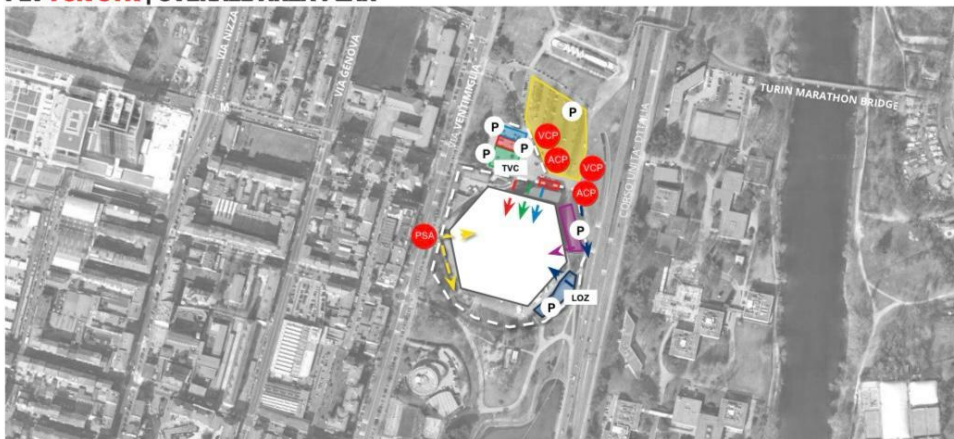 VIA NIZZA
VIA GENOVA
VIA VENTIMIGLIA
CORSO UNITÀ D'ITALIA
TURIN MARATHON BRIDGE
M
P
P
VCP
P
P
ACP
VCP
TVC
ACP
PSA
P
LOZ
P